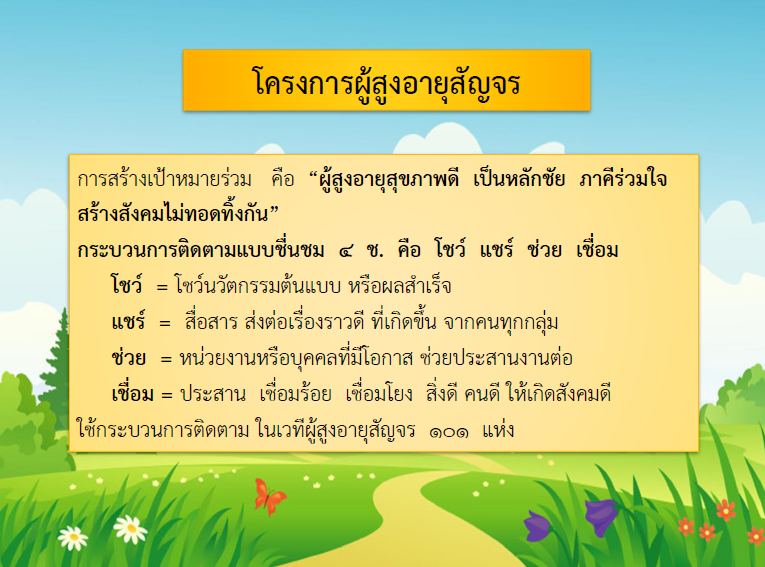 โครงการผู้สูงอายุสัญจร
การสร้างเป้าหมายร่วม คือ “ผู้สูงอายุสุขภาพดี เป็นหลักชัย ภาคีร่วมใจ
สร้างสังคมไม่ทอดทิ้งกัน”
กระบวนการติดตามแบบชื่นชม ๔ ช. คือ โชว์ แชร์ ช่วย เชื่อม
โชว์ = โชว์นวัตกรรมต้นแบบ หรือผลสำเร็จ
แชร์ = สื่อสาร ส่งต่อเรื่องราวดี ที่เกิดขึ้น จากคนทุกกลุ่ม
ช่วย = หน่วยงานหรือบุคคลที่มีโอกาส ช่วยประสานงานต่อ
เชื่อม = ประสาน เชื่อมร้อย เชื่อมโยง สิ่งดี คนดี ให้เกิดสังคมดี
ใช้กระบวนการติดตาม ในเวทีผู้สูงอายุสัญจร ๑๐๑ แห่ง